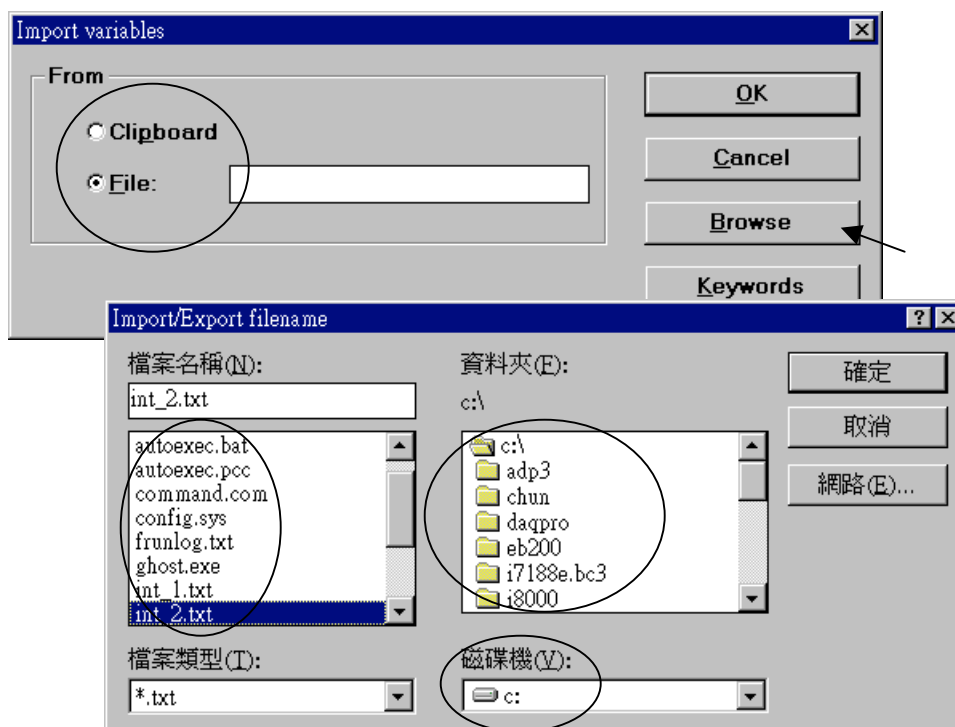 Import variables
From
Clipboard
File:
OK
Cancel
Browse
Keywords
Import/Export filename
檔案名稱(N):
int_2.txt
autoexec.bat
autoexec.pcc
command.com
config.sys
frunlog.txt
ghost.exe
int_1.txt
int_2.txt
檔案類型(T):
*.txt
資料夾(F):
c:\
c:\
adp3
chun
daqpro
eb200
i7188e.bc3
i8000
磁碟機(V):
c:
確定
取消
網路(E)...